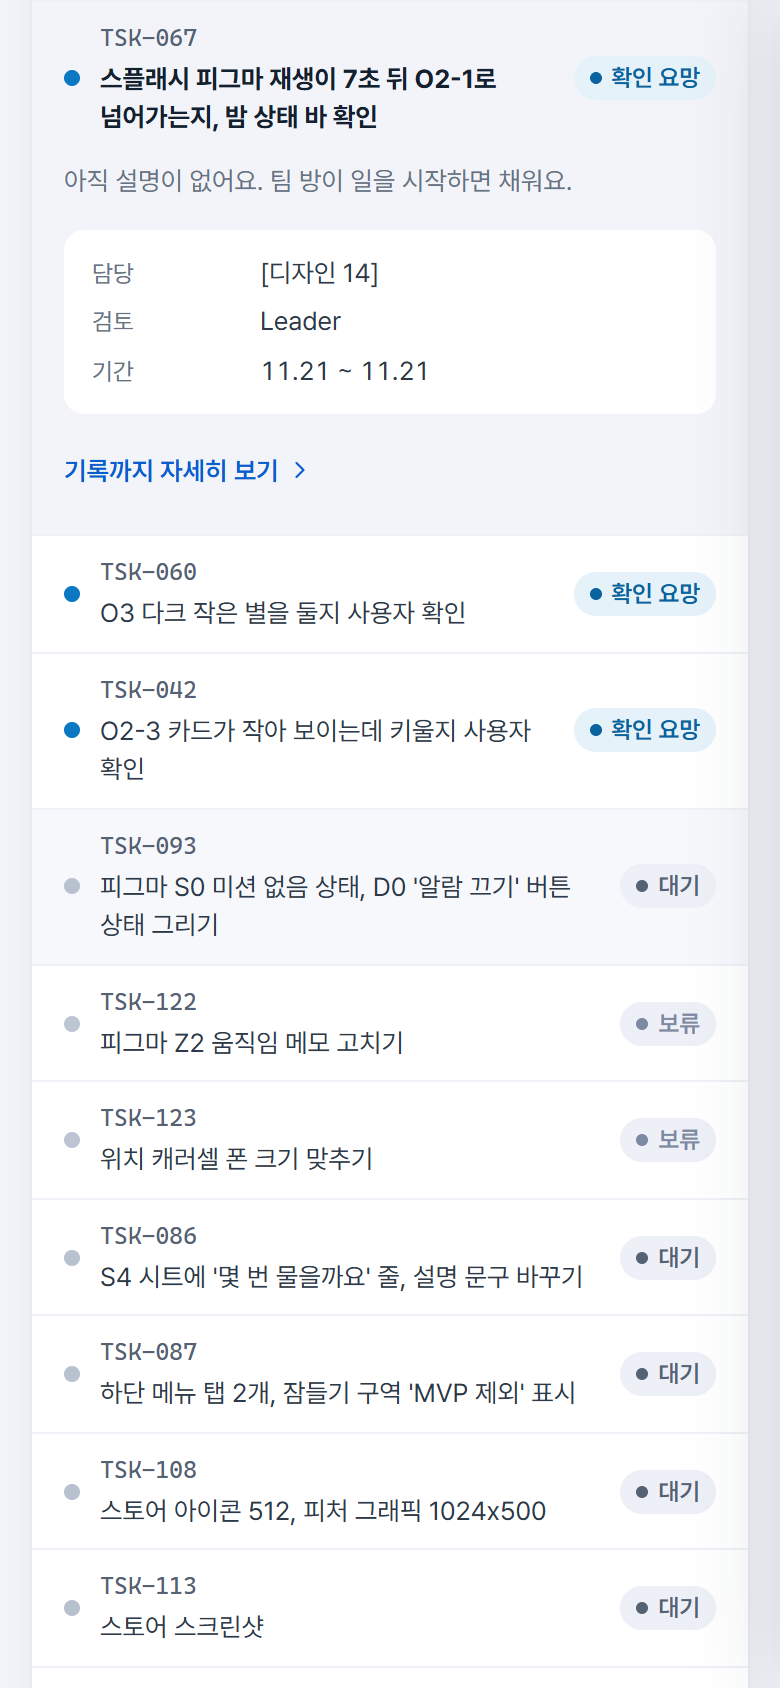 TSK-067
스플래시 피그마 재생이 7초 뒤 O2-1로
넘어가는지, 밤 상태 바 확인
확인 요망
아직 설명이 없어요. 팀 방이 일을 시작하면 채워요.
담당 [디자인 14]
검토 Leader
기간 11.21 ~ 11.21
기록까지 자세히 보기 >
TSK-060
O3 다크 작은 별을 둘지 사용자 확인
확인 요망
TSK-042
O2-3 카드가 작아 보이는데 키울지 사용자
확인
확인 요망
TSK-093
피그마 S0 미션 없음 상태, D0 '알람 끄기' 버튼
상태 그리기
대기
TSK-122
피그마 Z2 움직임 메모 고치기
보류
TSK-123
위치 캐러셀 폰 크기 맞추기
보류
TSK-086
S4 시트에 '몇 번 물을까요' 줄, 설명 문구 바꾸기
대기
TSK-087
하단 메뉴 탭 2개, 잠들기 구역 'MVP 제외' 표시
대기
TSK-108
스토어 아이콘 512, 피처 그래픽 1024x500
대기
TSK-113
스토어 스크린샷
대기